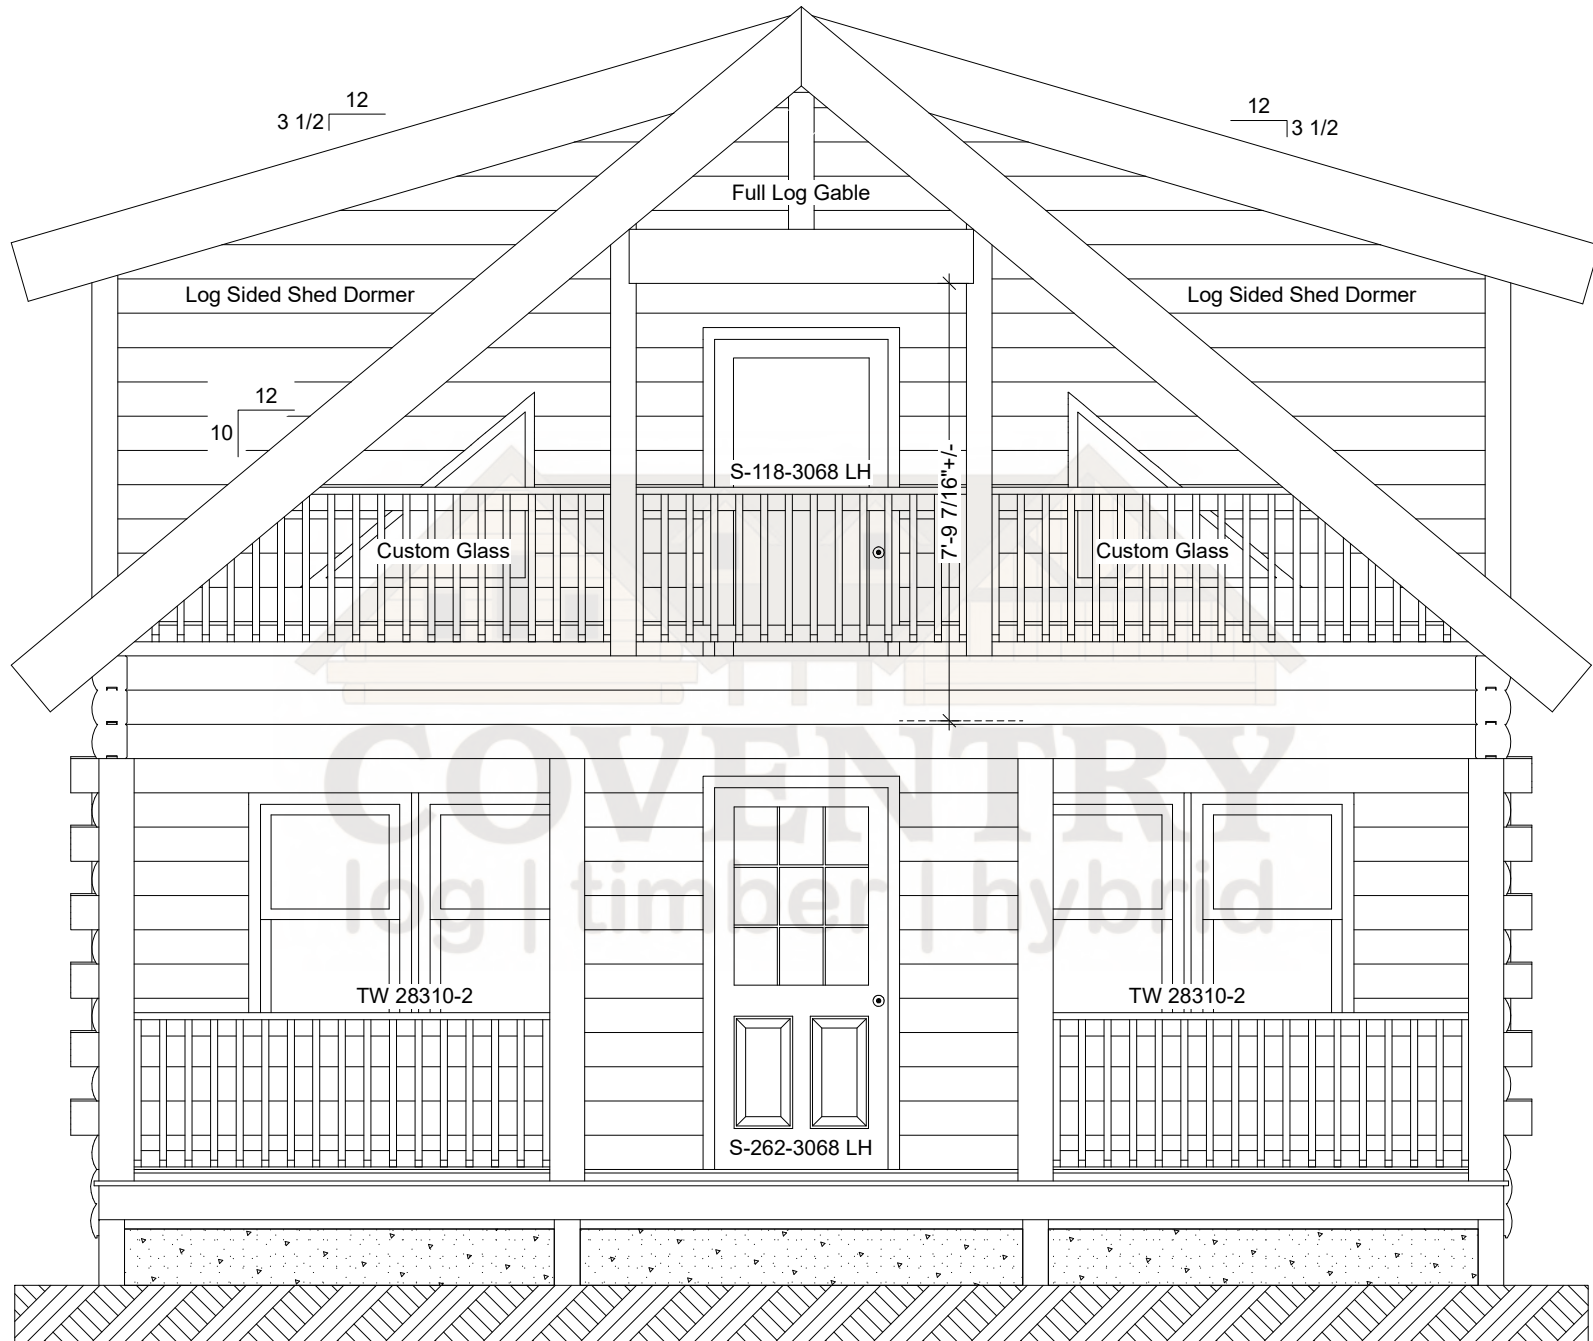 12
3 1/2
12
3 1/2
Full Log Gable
Log Sided Shed Dormer
Log Sided Shed Dormer
12
10
S-118-3068 LH
7'-9 7/16"+/-
Custom Glass
Custom Glass
COVENTRY
log | timber | hybrid
TW 28310-2
TW 28310-2
S-262-3068 LH